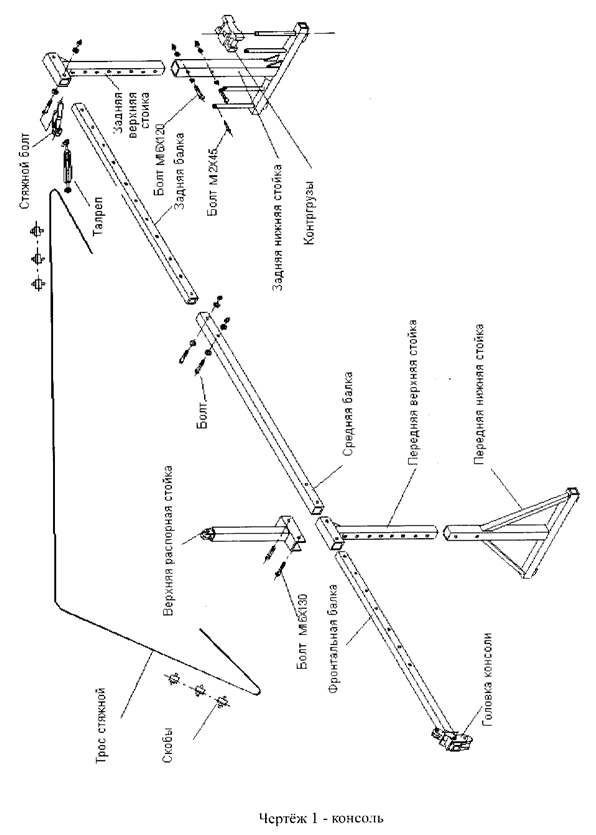 Стяжной болт
Задняя
верхняя
стойка
Талреп
Болт М16Х120
Задняя балка
Болт М12Х45
Задняя нижняя стойка
Контргрузы
Болт
Средняя балка
Передняя верхняя стойка
Передняя нижняя стойка
Верхняя распорная стойка
Болт М16Х130
Фронтальная балка
Головка консоли
Трос стяжной
Скобы
Чертёж 1 - консоль